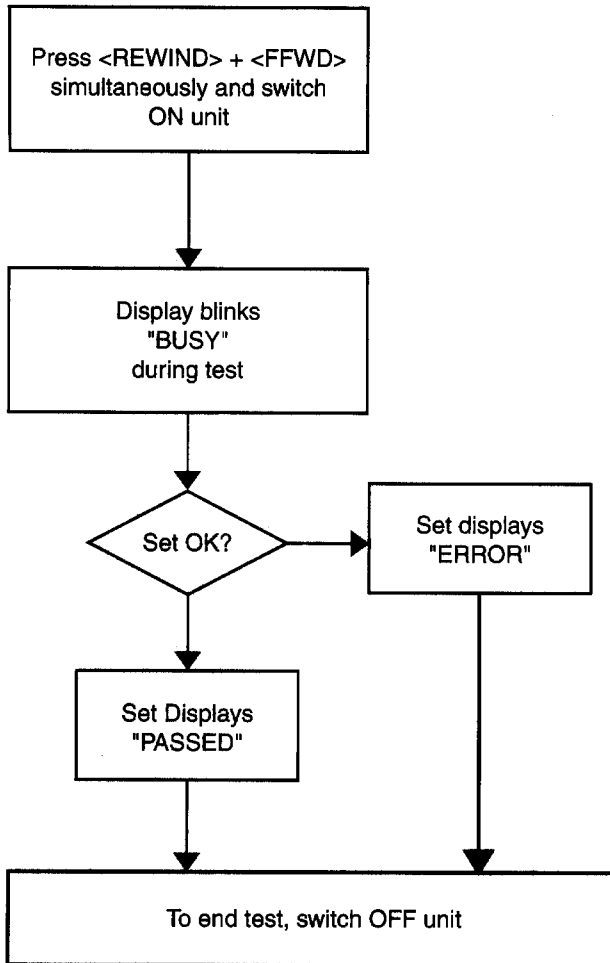 Press <REWIND> + <FFWD>
simultaneously and switch
ON unit
Display blinks
"BUSY"
during test
Set OK?
Set displays
"ERROR"
Set Displays
"PASSED"
To end test, switch OFF unit